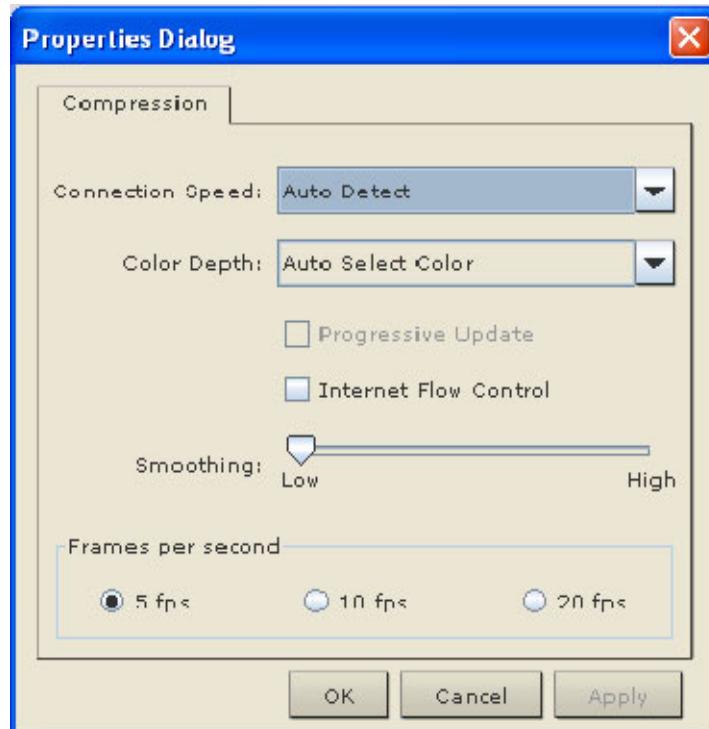 Properties Dialog
Compression
Connection Speed: Auto Detect
Color Depth: Auto Select Color
Progressive Update
Internet Flow Control
Smoothing:
Low High
Frames per second
5 fps 10 fps 20 fps
OK Cancel Apply